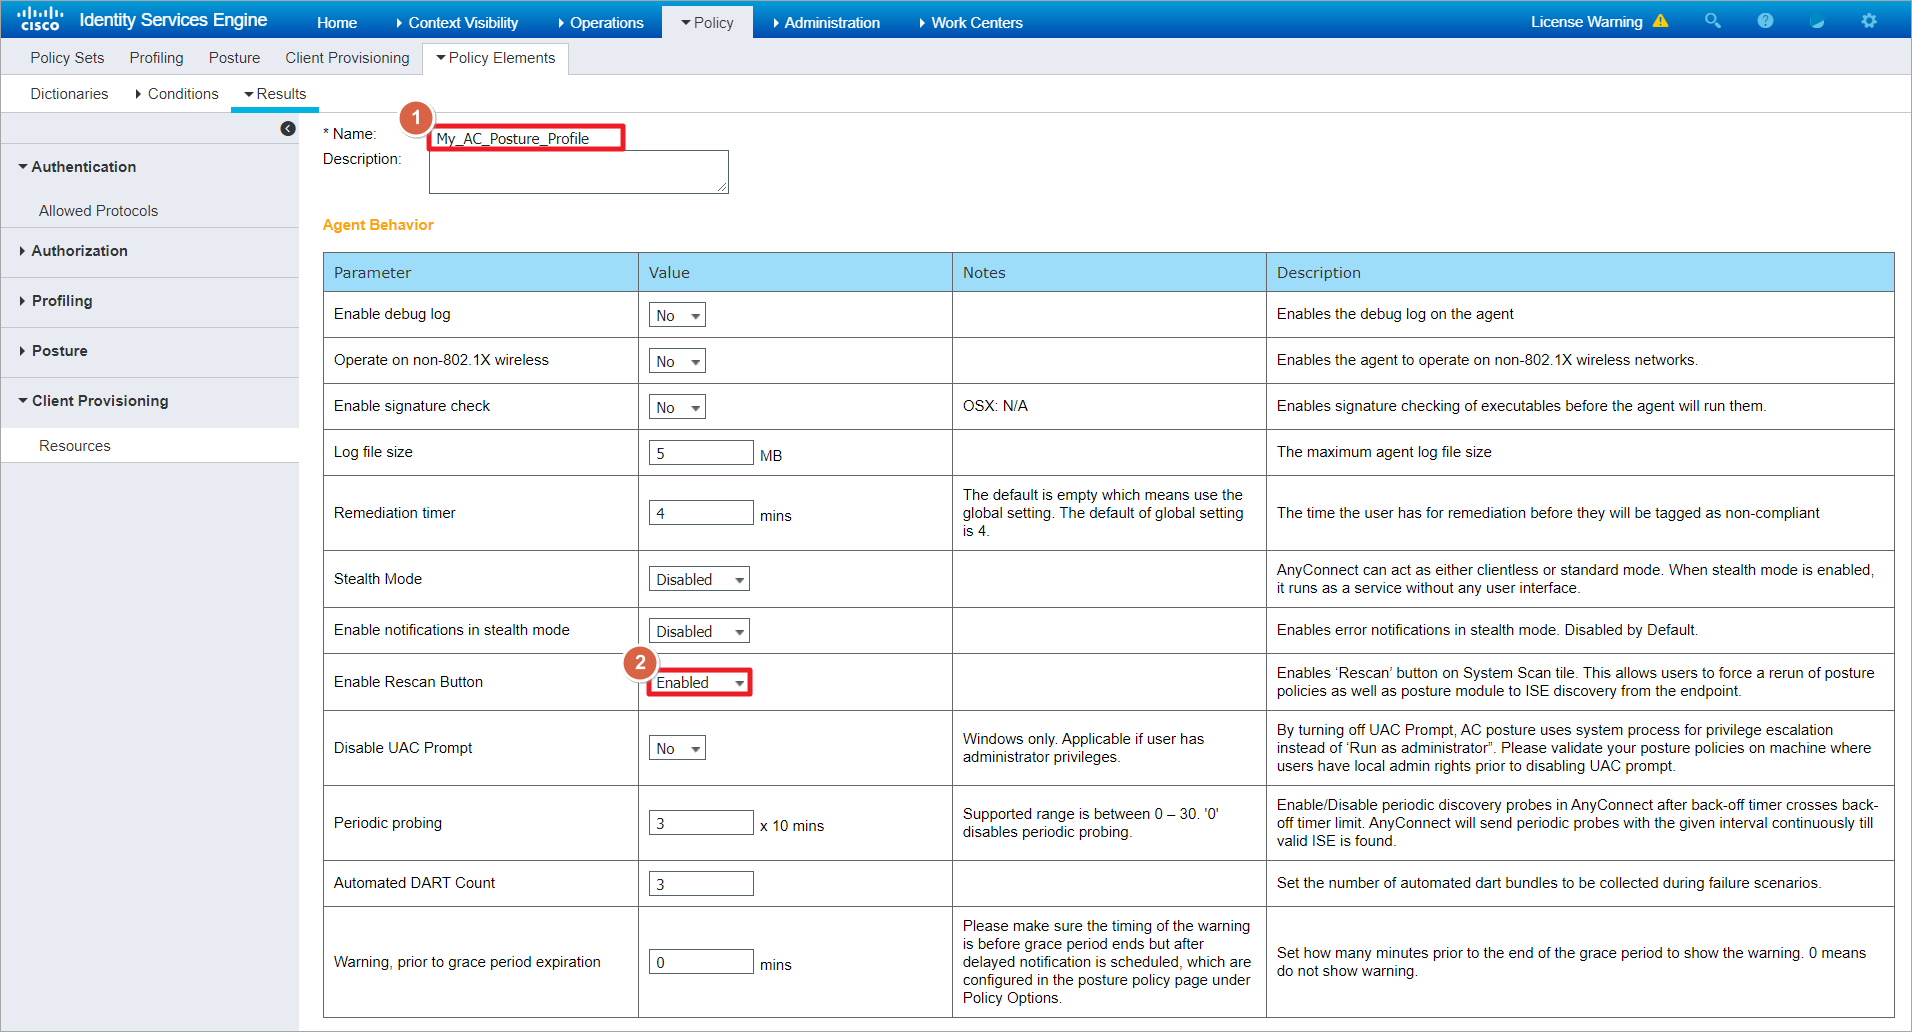 cisco Identity Services Engine Home Context Visibility Operations Policy Administration Work Centers License Warning
Policy Sets Profiling Posture Client Provisioning Policy Elements
Dictionaries Conditions Results
Authentication
Allowed Protocols
Authorization
Profiling
Posture
Client Provisioning
Resources
1
* Name: My_AC_Posture_Profile
Description:
Agent Behavior
Parameter Value Notes Description
Enable debug log No Enables the debug log on the agent
Operate on non-802.1X wireless No Enables the agent to operate on non-802.1X wireless networks.
Enable signature check No OSX: N/A Enables signature checking of executables before the agent will run them.
Log file size 5 MB The maximum agent log file size
Remediation timer 4 mins
The default is empty which means use the
global setting. The default of global setting
is 4.
The time the user has for remediation before they will be tagged as non-compliant
Stealth Mode Disabled
AnyConnect can act as either clientless or standard mode. When stealth mode is enabled,
it runs as a service without any user interface.
Enable notifications in stealth mode Disabled Enables error notifications in stealth mode. Disabled by Default.
2
Enable Rescan Button Enabled
Enables ‘Rescan’ button on System Scan tile. This allows users to force a rerun of posture
policies as well as posture module to ISE discovery from the endpoint.
Disable UAC Prompt No
Windows only. Applicable if user has
administrator privileges.
By turning off UAC Prompt, AC posture uses system process for privilege escalation
instead of ‘Run as administrator”. Please validate your posture policies on machine where
users have local admin rights prior to disabling UAC prompt.
Periodic probing 3 x 10 mins
Supported range is between 0 – 30. '0'
disables periodic probing.
Enable/Disable periodic discovery probes in AnyConnect after back-off timer crosses back-
off timer limit. AnyConnect will send periodic probes with the given interval continuously till
valid ISE is found.
Automated DART Count 3 Set the number of automated dart bundles to be collected during failure scenarios.
Warning, prior to grace period expiration 0 mins
Please make sure the timing of the warning
is before grace period ends but after
delayed notification is scheduled, which are
configured in the posture policy page under
Policy Options.
Set how many minutes prior to the end of the grace period to show the warning. 0 means
do not show warning.